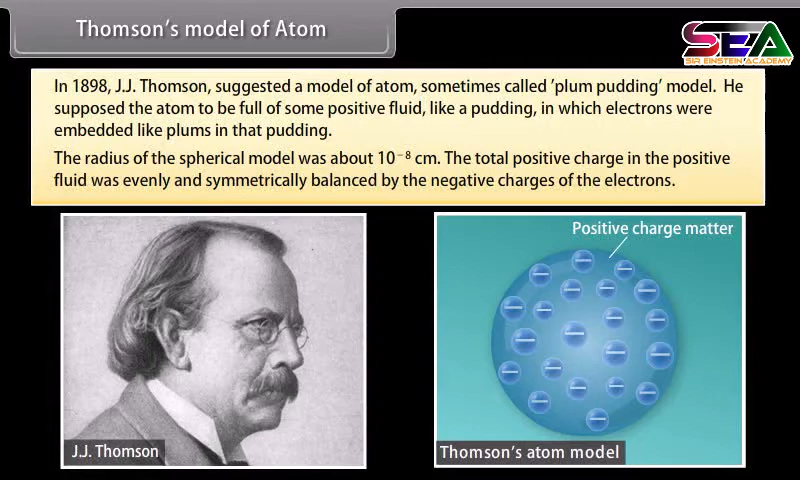 Thomson's model of Atom
SEA
SIR EINSTEIN ACADEMY
In 1898, J.J. Thomson, suggested a model of atom, sometimes called 'plum pudding' model. He
supposed the atom to be full of some positive fluid, like a pudding, in which electrons were
embedded like plums in that pudding.
The radius of the spherical model was about 10⁻⁸ cm. The total positive charge in the positive
fluid was evenly and symmetrically balanced by the negative charges of the electrons.
Positive charge matter
J.J. Thomson
Thomson's atom model